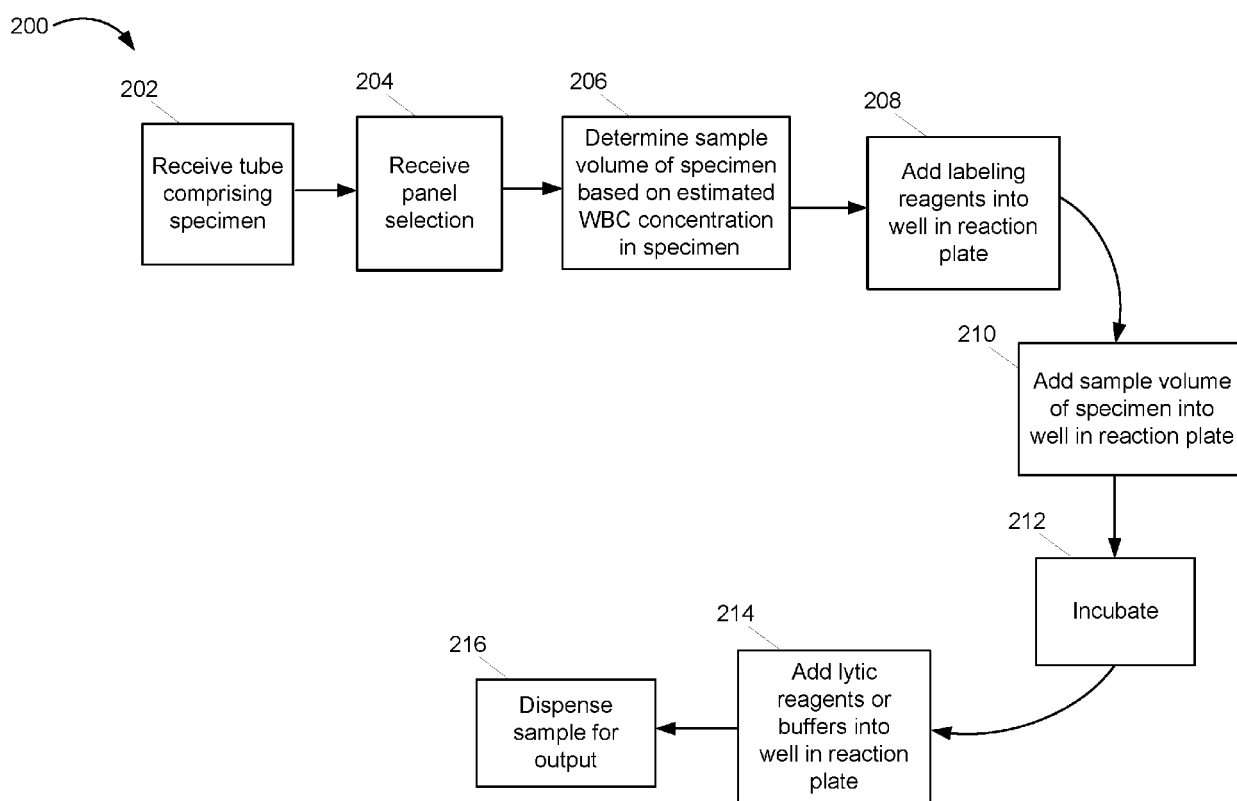 200
202
Receive tube
comprising
specimen
204
Receive
panel
selection
206
Determine sample
volume of specimen
based on estimated
WBC concentration
in specimen
208
Add labeling
reagents into
well in reaction
plate
210
Add sample volume
of specimen into
well in reaction plate
212
Incubate
214
Add lytic
reagents or
buffers into
well in reaction
plate
216
Dispense
sample for
output